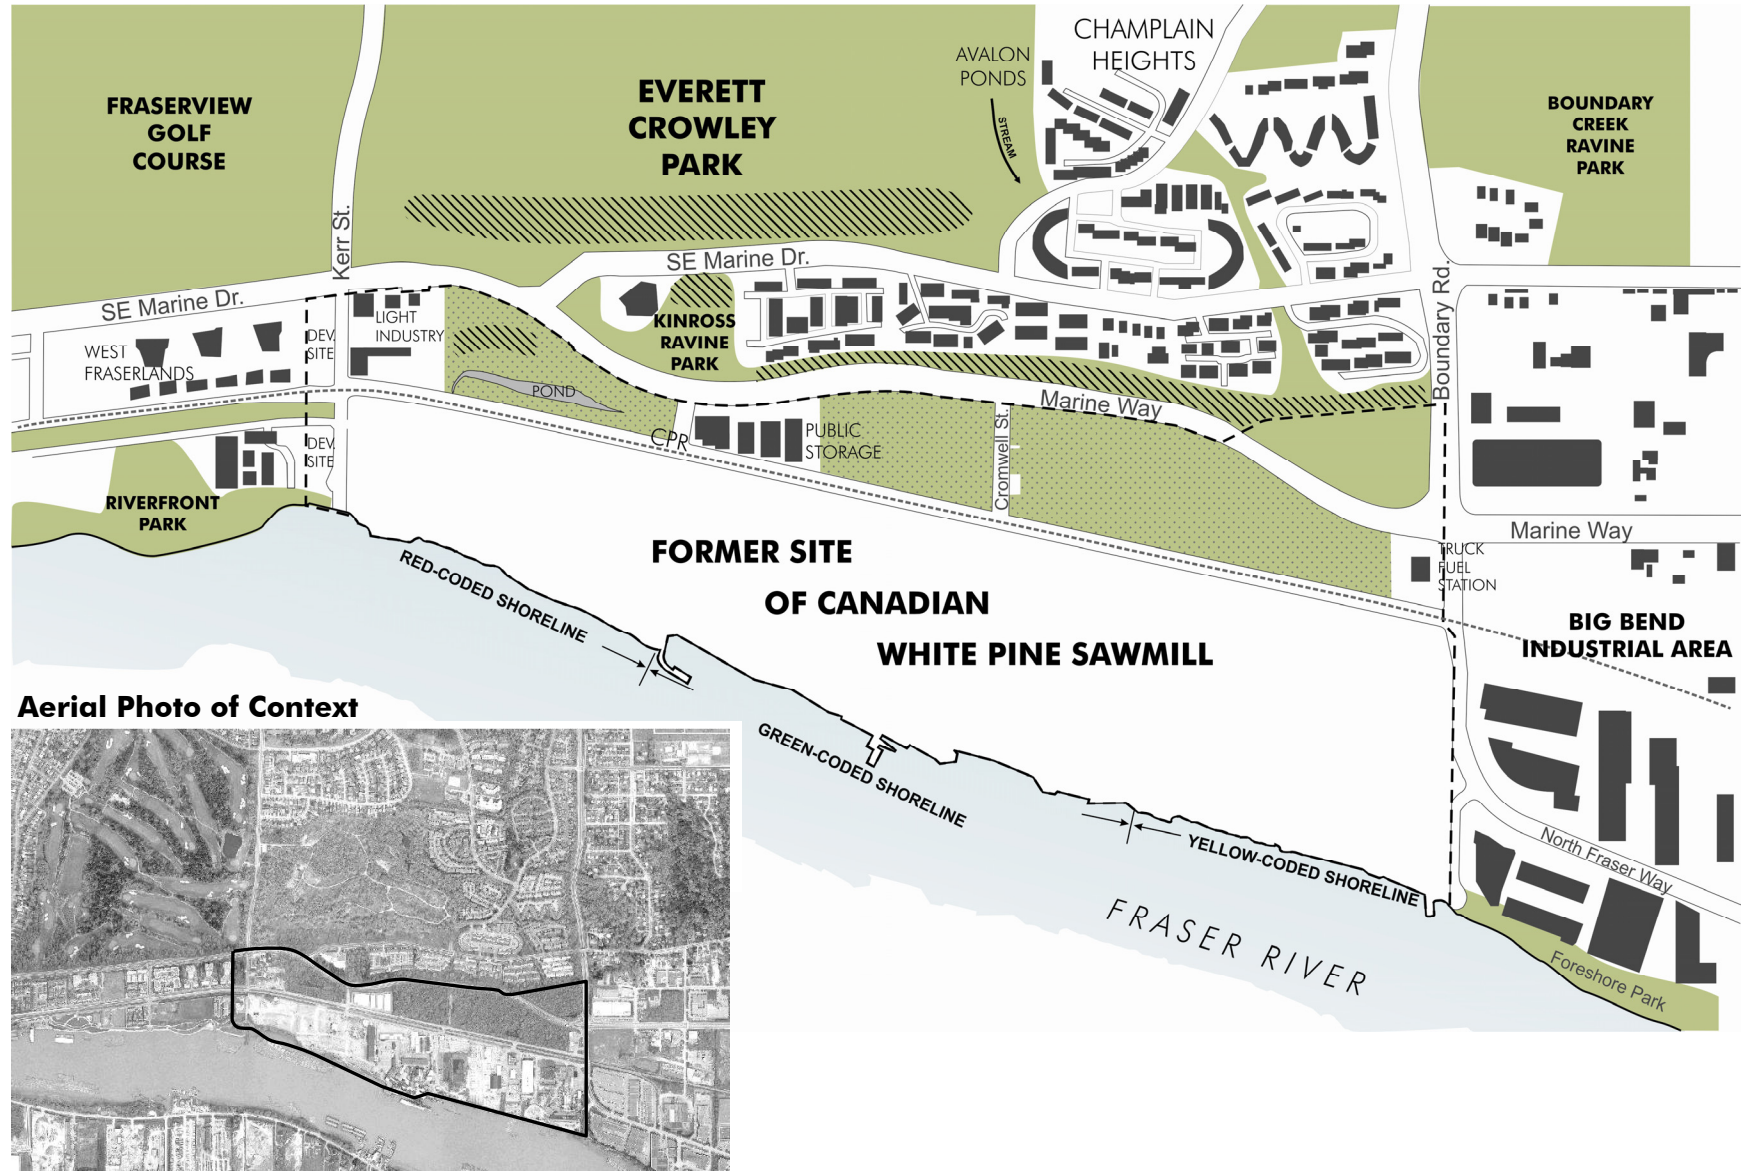 CHAMPLAIN
HEIGHTS
AVALON
PONDS
STREAM
FRASERVIEW
GOLF
COURSE
EVERETT
CROWLEY
PARK
BOUNDARY
CREEK
RAVINE
PARK
Kerr St.
SE Marine Dr.
SE Marine Dr.
Boundary Rd.
LIGHT
INDUSTRY
DEV.
SITE
WEST
FRASERLANDS
KINROSS
RAVINE
PARK
POND
Marine Way
CPR
PUBLIC
STORAGE
Cromwell St.
DEV
SITE
RIVERFRONT
PARK
Marine Way
TRUCK
FUEL
STATION
FORMER SITE
OF CANADIAN
WHITE PINE SAWMILL
BIG BEND
INDUSTRIAL AREA
RED-CODED SHORELINE
GREEN-CODED SHORELINE
YELLOW-CODED SHORELINE
FRASER RIVER
North Fraser Way
Foreshore Park
Aerial Photo of Context